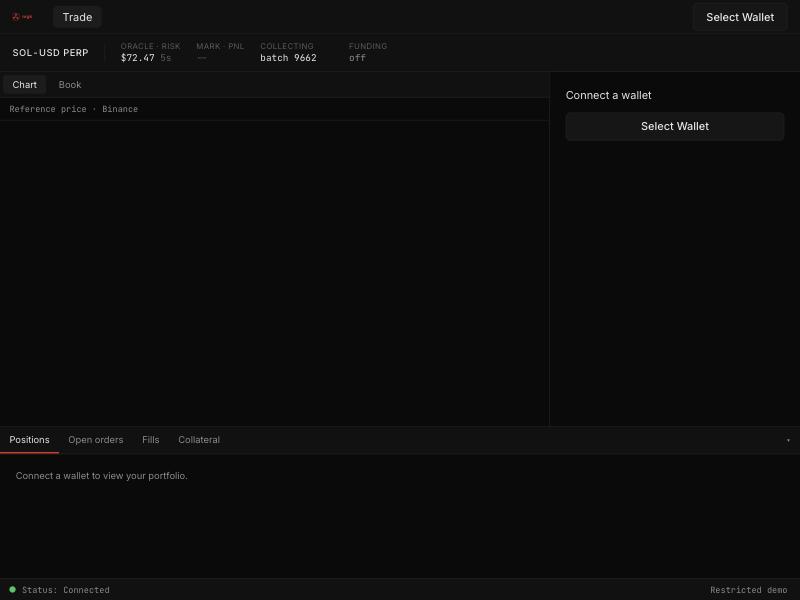 Trade
Select Wallet
SOL-USD PERP
ORACLE · RISK
$72.47 5s
MARK · PNL
—
COLLECTING
batch 9662
FUNDING
off
Chart
Book
Reference price · Binance
Connect a wallet
Select Wallet
Positions
Open orders
Fills
Collateral
Connect a wallet to view your portfolio.
Status: Connected
Restricted demo